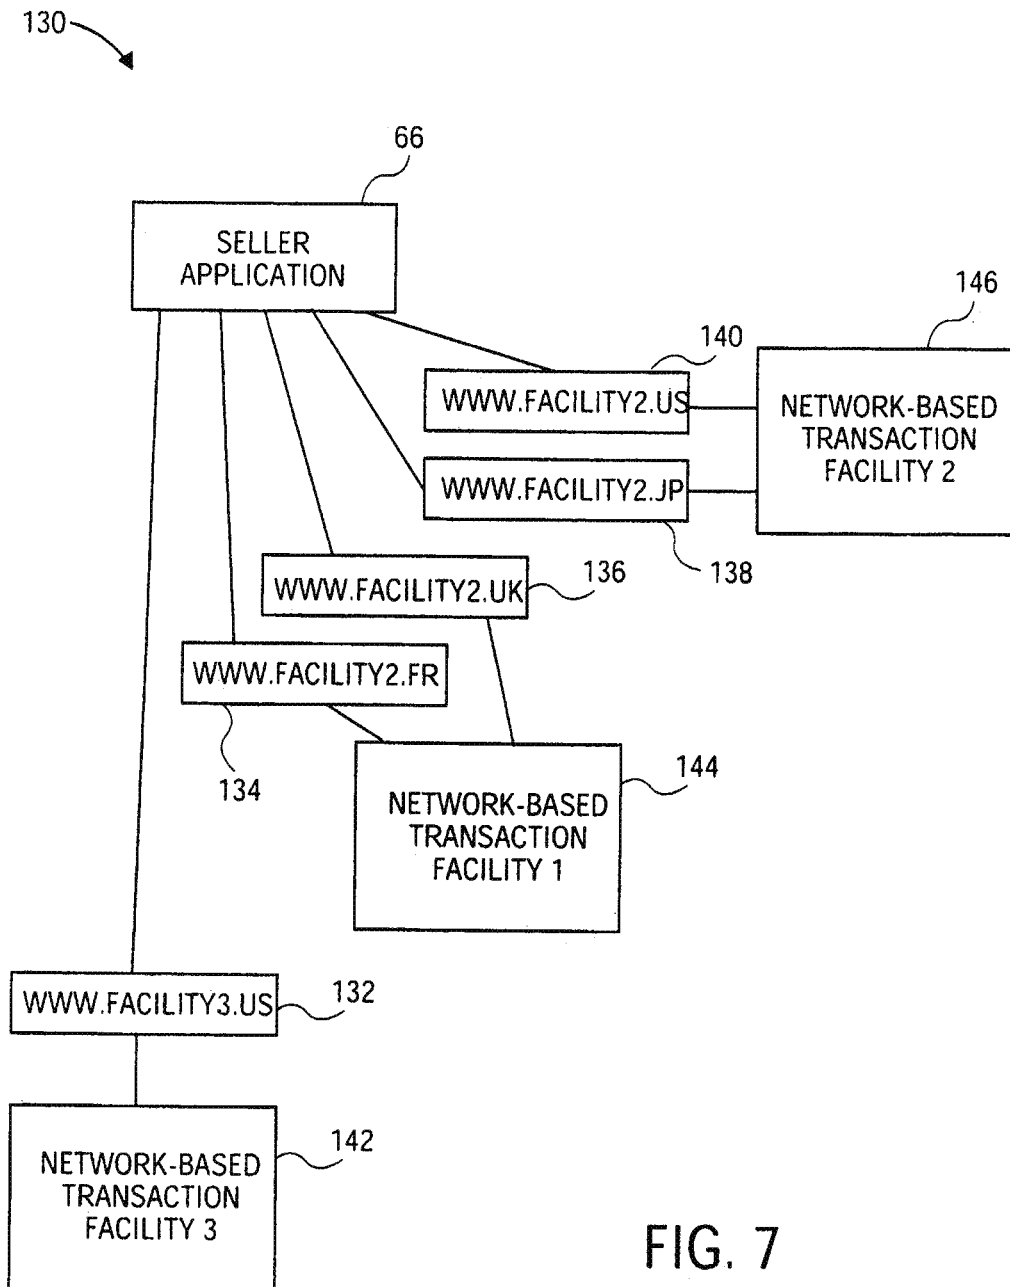 130
66
SELLER
APPLICATION
146
140
WWW.FACILITY2.US
NETWORK-BASED
TRANSACTION
FACILITY 2
WWW.FACILITY2.JP
138
WWW.FACILITY2.UK
136
WWW.FACILITY2.FR
134
144
NETWORK-BASED
TRANSACTION
FACILITY 1
WWW.FACILITY3.US
132
142
NETWORK-BASED
TRANSACTION
FACILITY 3
FIG. 7